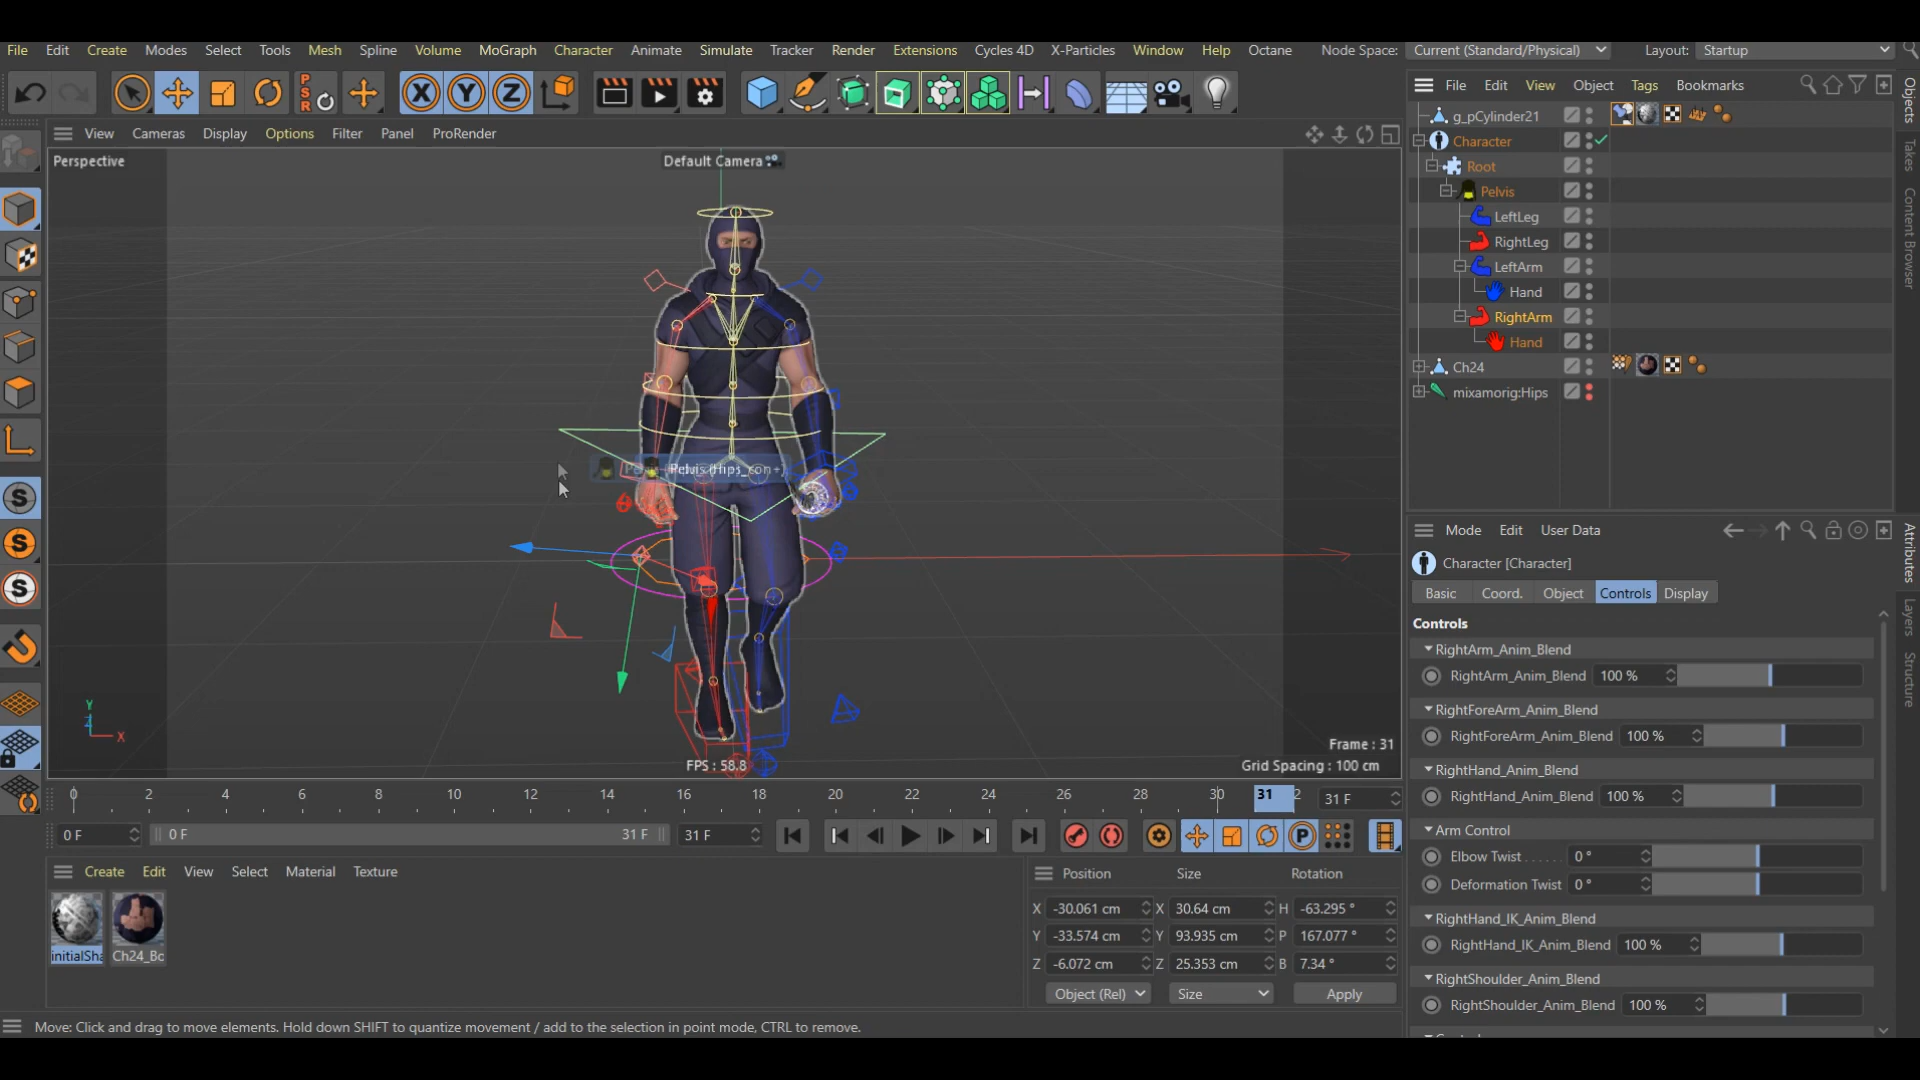 File Edit Create Modes Select Tools Mesh Spline Volume MoGraph Character Animate Simulate Tracker Render Extensions Cycles 4D X-Particles Window Help Octane Node Space: Current (Standard/Physical) Layout: Startup
PSR X Y Z
File Edit View Object Tags Bookmarks
View Cameras Display Options Filter Panel ProRender
Perspective
Default Camera
g_pCylinder21
Character
Root
Pelvis
LeftLeg
RightLeg
LeftArm
Hand
RightArm
Hand
Ch24
mixamorig:Hips
Objects
Takes
Content Browser
Pelvis (Hips_con+)
S
S
S
Y
Z
X
Frame : 31
FPS : 58.8
Grid Spacing : 100 cm
Mode Edit User Data
Character [Character]
Basic Coord. Object Controls Display
Controls
RightArm_Anim_Blend
RightArm_Anim_Blend 100 %
RightForeArm_Anim_Blend
RightForeArm_Anim_Blend 100 %
RightHand_Anim_Blend
RightHand_Anim_Blend 100 %
Arm Control
Elbow Twist . . . . . . 0 °
Deformation Twist 0 °
RightHand_IK_Anim_Blend
RightHand_IK_Anim_Blend 100 %
RightShoulder_Anim_Blend
RightShoulder_Anim_Blend 100 %
Attributes
Layers
Structure
0 2 4 6 8 10 12 14 16 18 20 22 24 26 28 30 31 2 31 F
0 F 0 F 31 F 31 F
P
Create Edit View Select Material Texture
initialSha
Ch24_Bc
Position Size Rotation
X -30.061 cm X 30.64 cm H -63.295 °
Y -33.574 cm Y 93.935 cm P 167.077 °
Z -6.072 cm Z 25.353 cm B 7.34 °
Object (Rel) Size Apply
Move: Click and drag to move elements. Hold down SHIFT to quantize movement / add to the selection in point mode, CTRL to remove.